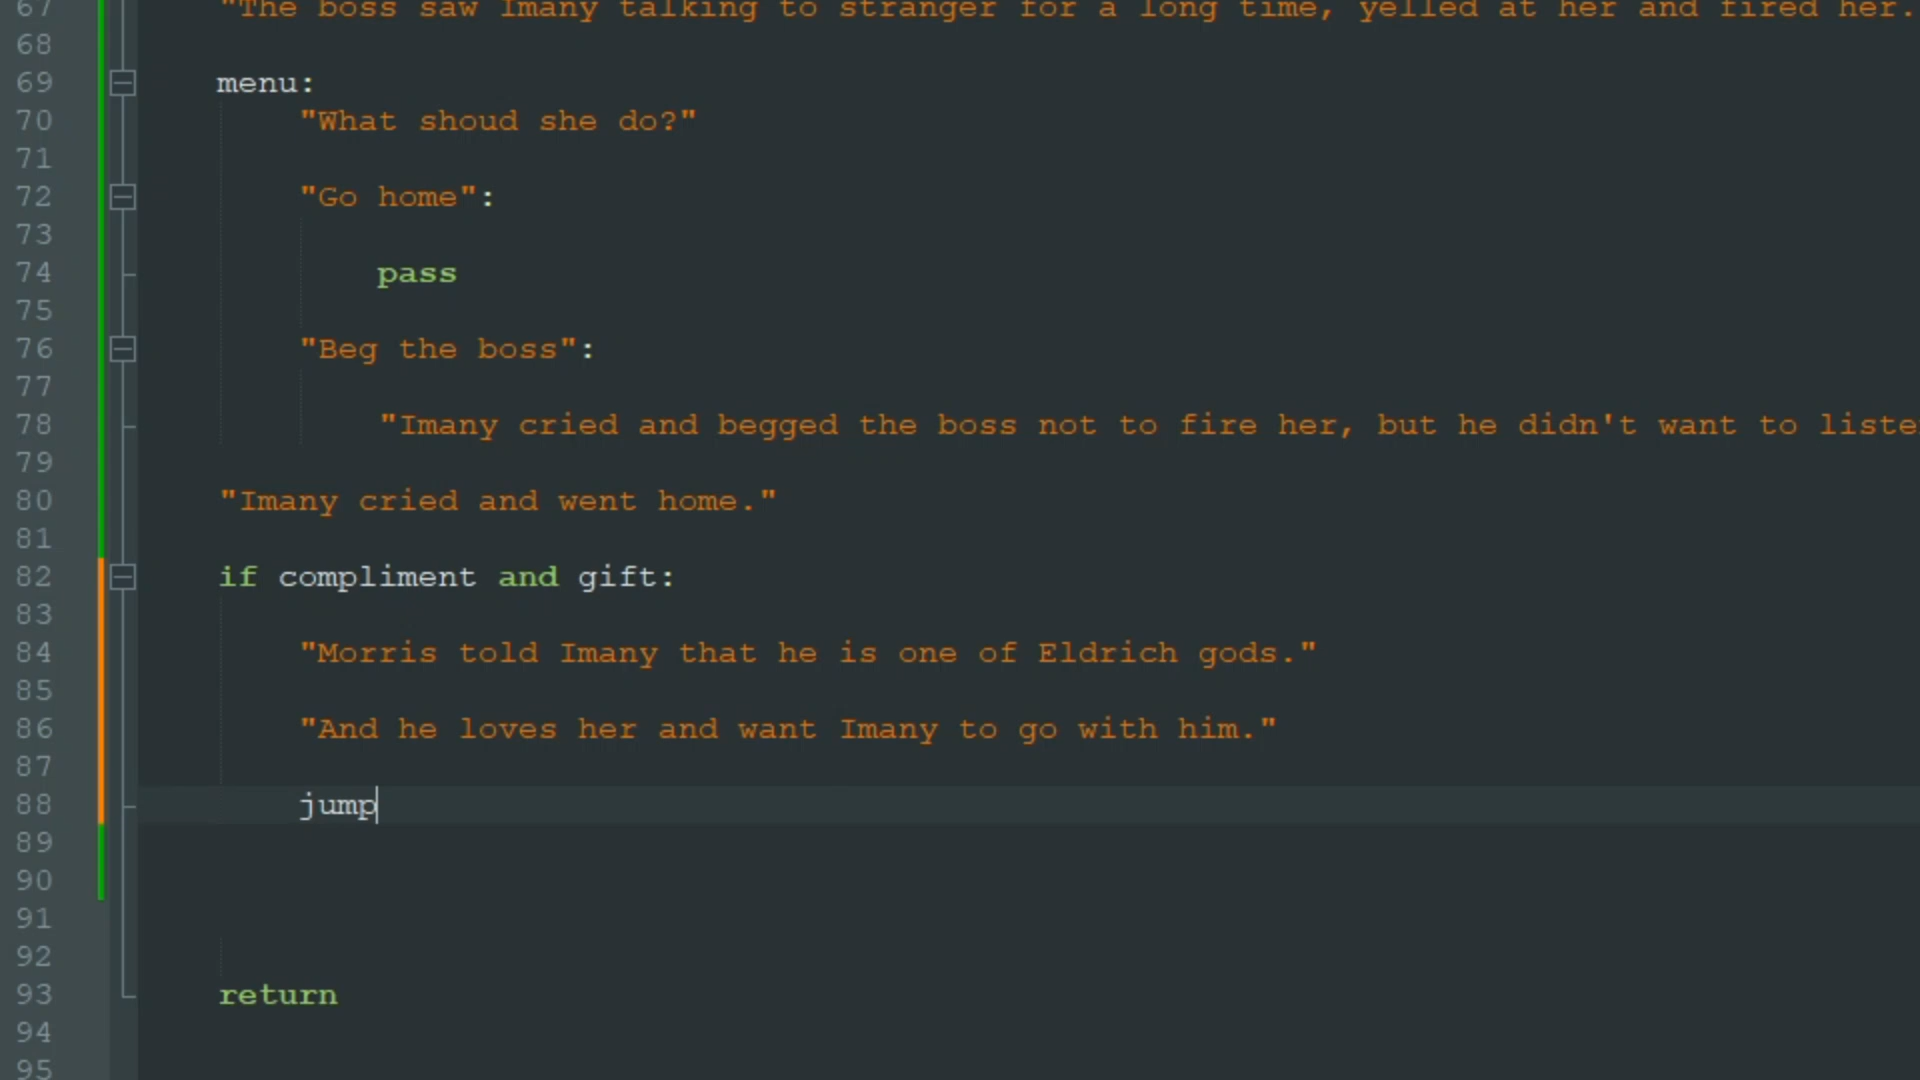 67 "The boss saw Imany talking to stranger for a long time, yelled at her and fired her.
68
69 menu:
70 "What shoud she do?"
71
72 "Go home":
73
74 pass
75
76 "Beg the boss":
77
78 "Imany cried and begged the boss not to fire her, but he didn't want to liste
79
80 "Imany cried and went home."
81
82 if compliment and gift:
83
84 "Morris told Imany that he is one of Eldrich gods."
85
86 "And he loves her and want Imany to go with him."
87
88 jump
89
90
91
92
93 return
94
95